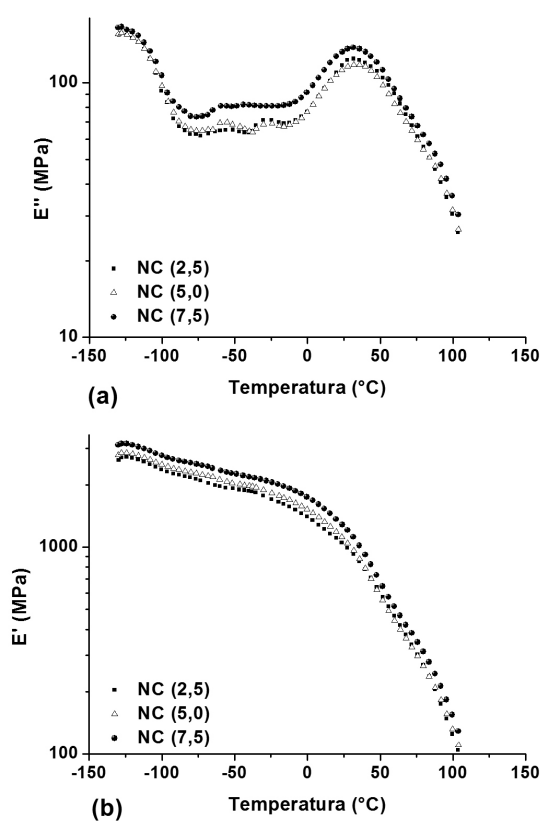 100
10
E'' (MPa)
NC (2,5)
NC (5,0)
NC (7,5)
-150 -100 -50 0 50 100 150
Temperatura (°C)
(a)
1000
100
E' (MPa)
NC (2,5)
NC (5,0)
NC (7,5)
-150 -100 -50 0 50 100 150
Temperatura (°C)
(b)